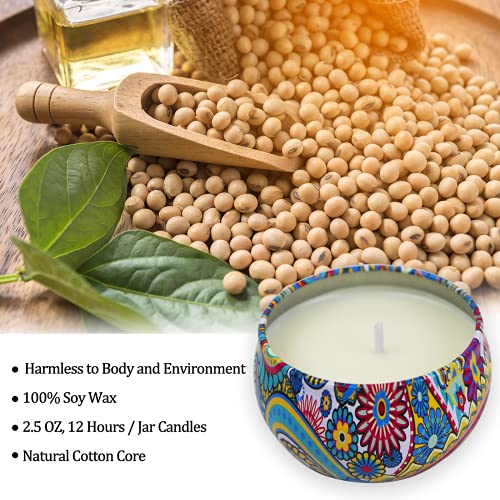 • Harmless to Body and Environment
• 100% Soy Wax
• 2.5 OZ, 12 Hours / Jar Candles
• Natural Cotton Core